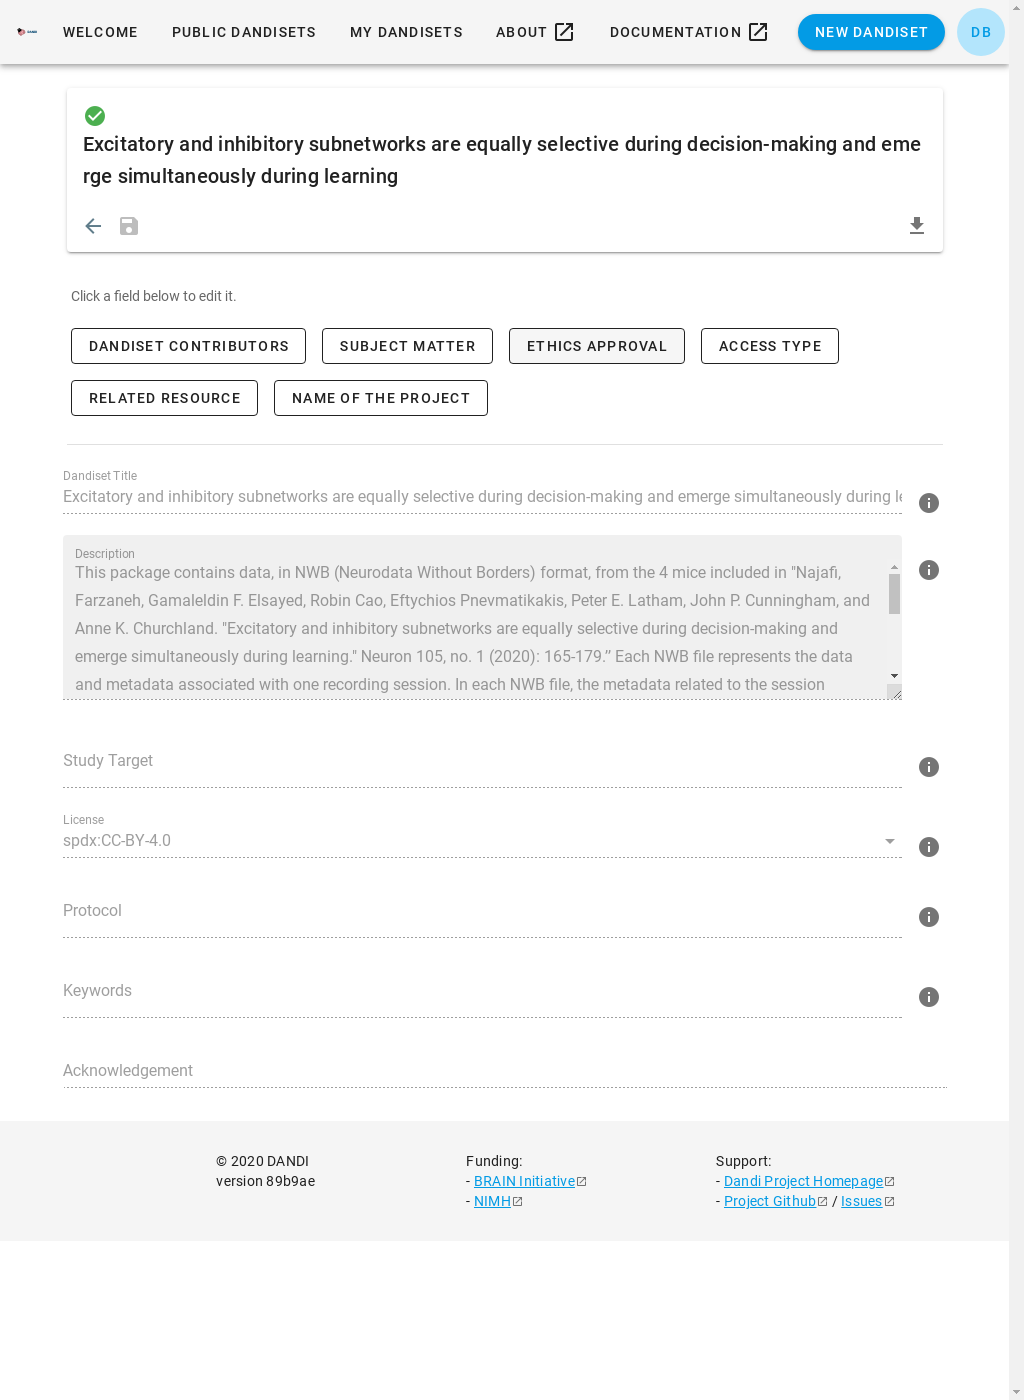 WELCOME PUBLIC DANDISETS MY DANDISETS ABOUT DOCUMENTATION NEW DANDISET DB
Excitatory and inhibitory subnetworks are equally selective during decision-making and eme
rge simultaneously during learning
Click a field below to edit it.
DANDISET CONTRIBUTORS SUBJECT MATTER ETHICS APPROVAL ACCESS TYPE
RELATED RESOURCE NAME OF THE PROJECT
Dandiset Title
Excitatory and inhibitory subnetworks are equally selective during decision-making and emerge simultaneously during le
Description
This package contains data, in NWB (Neurodata Without Borders) format, from the 4 mice included in "Najafi,
Farzaneh, Gamaleldin F. Elsayed, Robin Cao, Eftychios Pnevmatikakis, Peter E. Latham, John P. Cunningham, and
Anne K. Churchland. "Excitatory and inhibitory subnetworks are equally selective during decision-making and
emerge simultaneously during learning." Neuron 105, no. 1 (2020): 165-179.” Each NWB file represents the data
and metadata associated with one recording session. In each NWB file, the metadata related to the session
Study Target
License
spdx:CC-BY-4.0
Protocol
Keywords
Acknowledgement
© 2020 DANDI
version 89b9ae
Funding:
- BRAIN Initiative
- NIMH
Support:
- Dandi Project Homepage
- Project Github / Issues